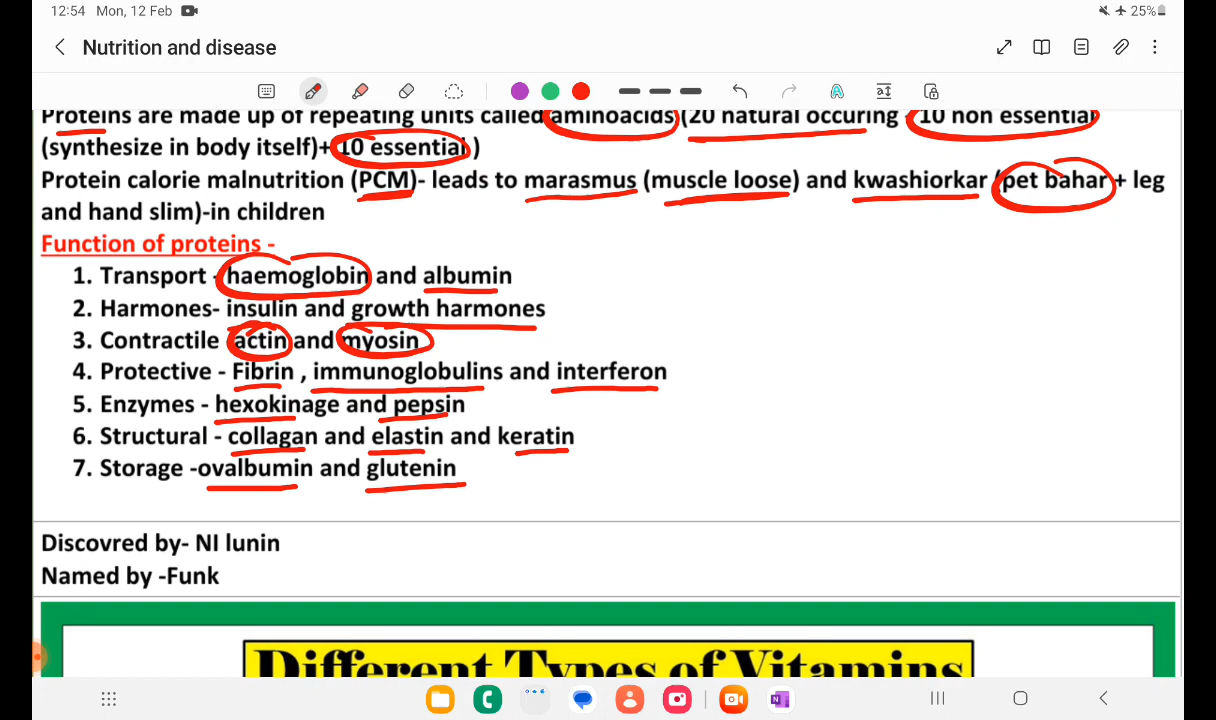 12:54 Mon, 12 Feb 25%
Nutrition and disease
Proteins are made up of repeating units called aminoacids (20 natural occuring - 10 non essential
(synthesize in body itself)+ 10 essential )
Protein calorie malnutrition (PCM)- leads to marasmus (muscle loose) and kwashiorkar (pet bahar + leg
and hand slim)-in children
Function of proteins -
1. Transport - haemoglobin and albumin
2. Harmones- insulin and growth harmones
3. Contractile - actin and myosin
4. Protective - Fibrin , immunoglobulins and interferon
5. Enzymes - hexokinage and pepsin
6. Structural - collagan and elastin and keratin
7. Storage -ovalbumin and glutenin
Discovred by- NI lunin
Named by -Funk
Different Types of Vitamins